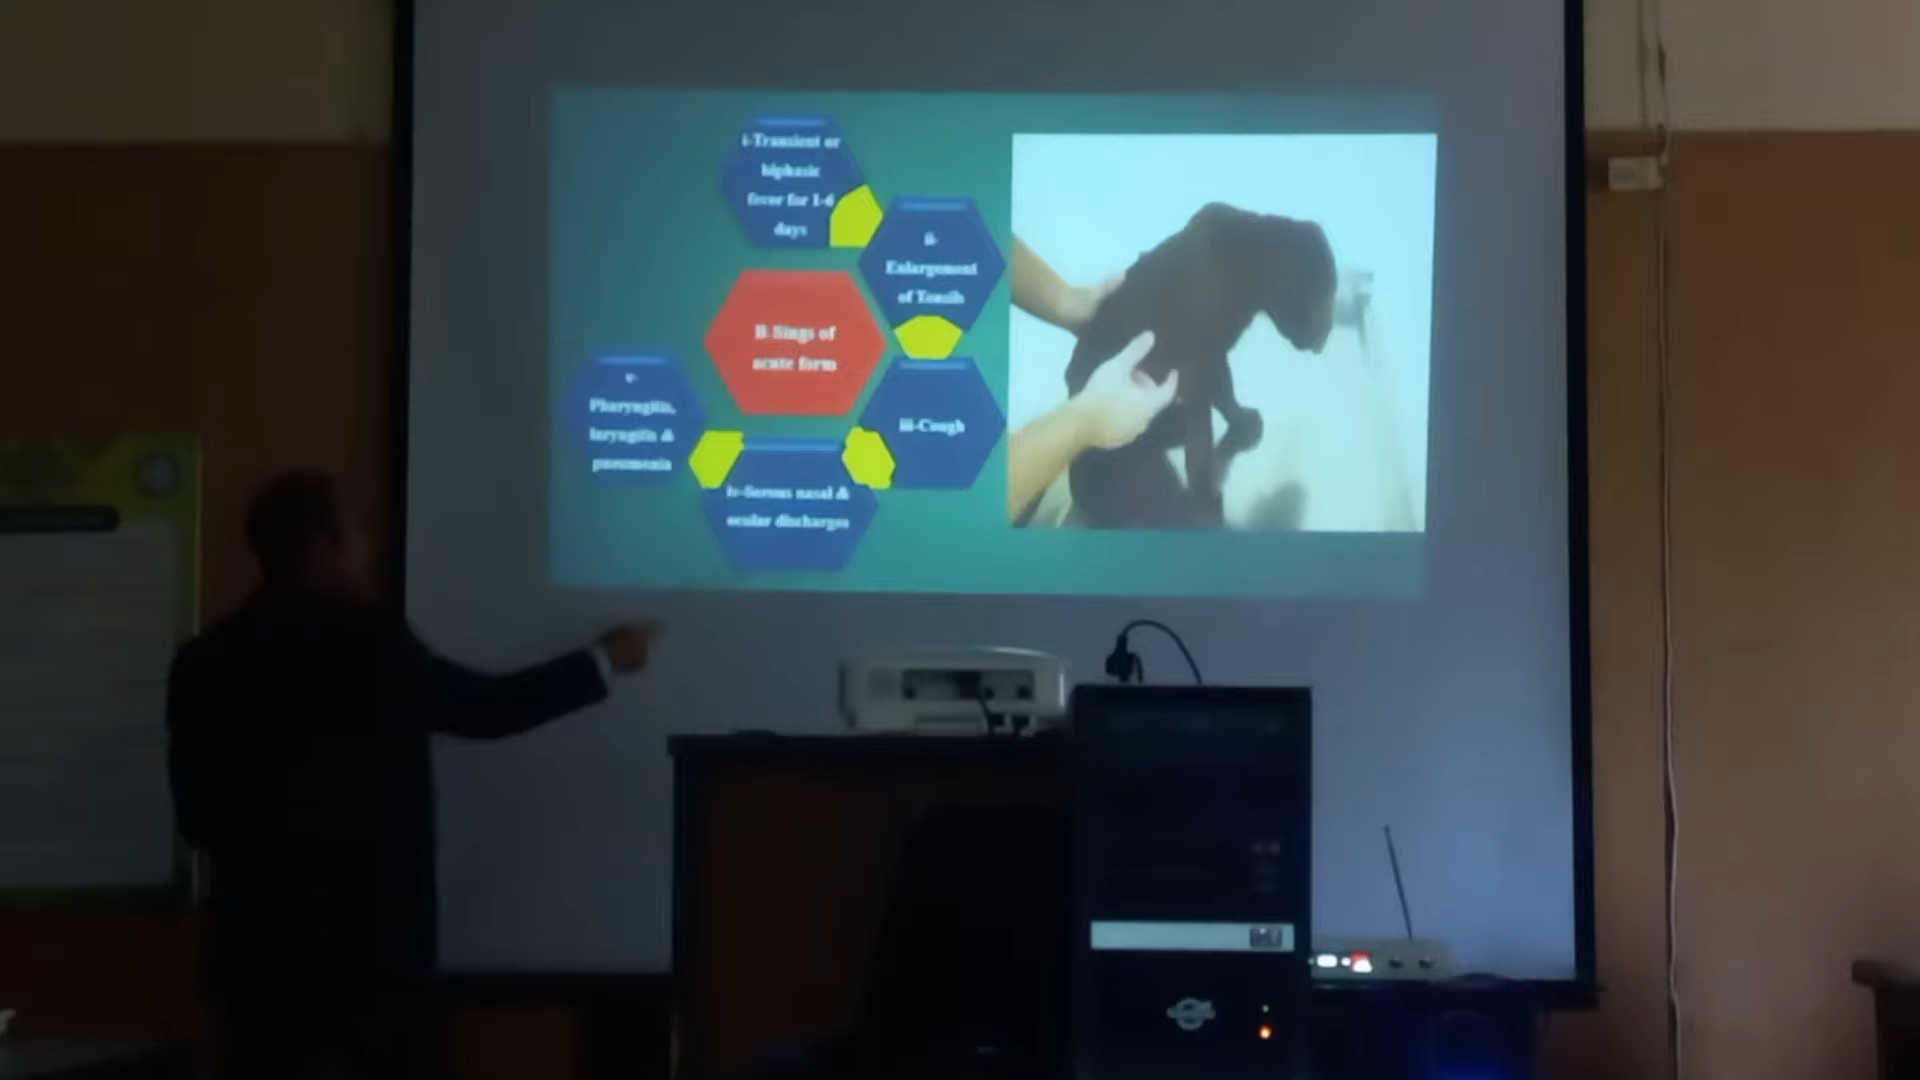 i-Transient or
biphasic
fever for 1-6
days
ii-
Enlargement
of Tonsils
B-Sings of
acute form
iii-Cough
iv-Serous nasal &
ocular discharges
v-
Pharyngitis,
laryngitis &
pneumonia